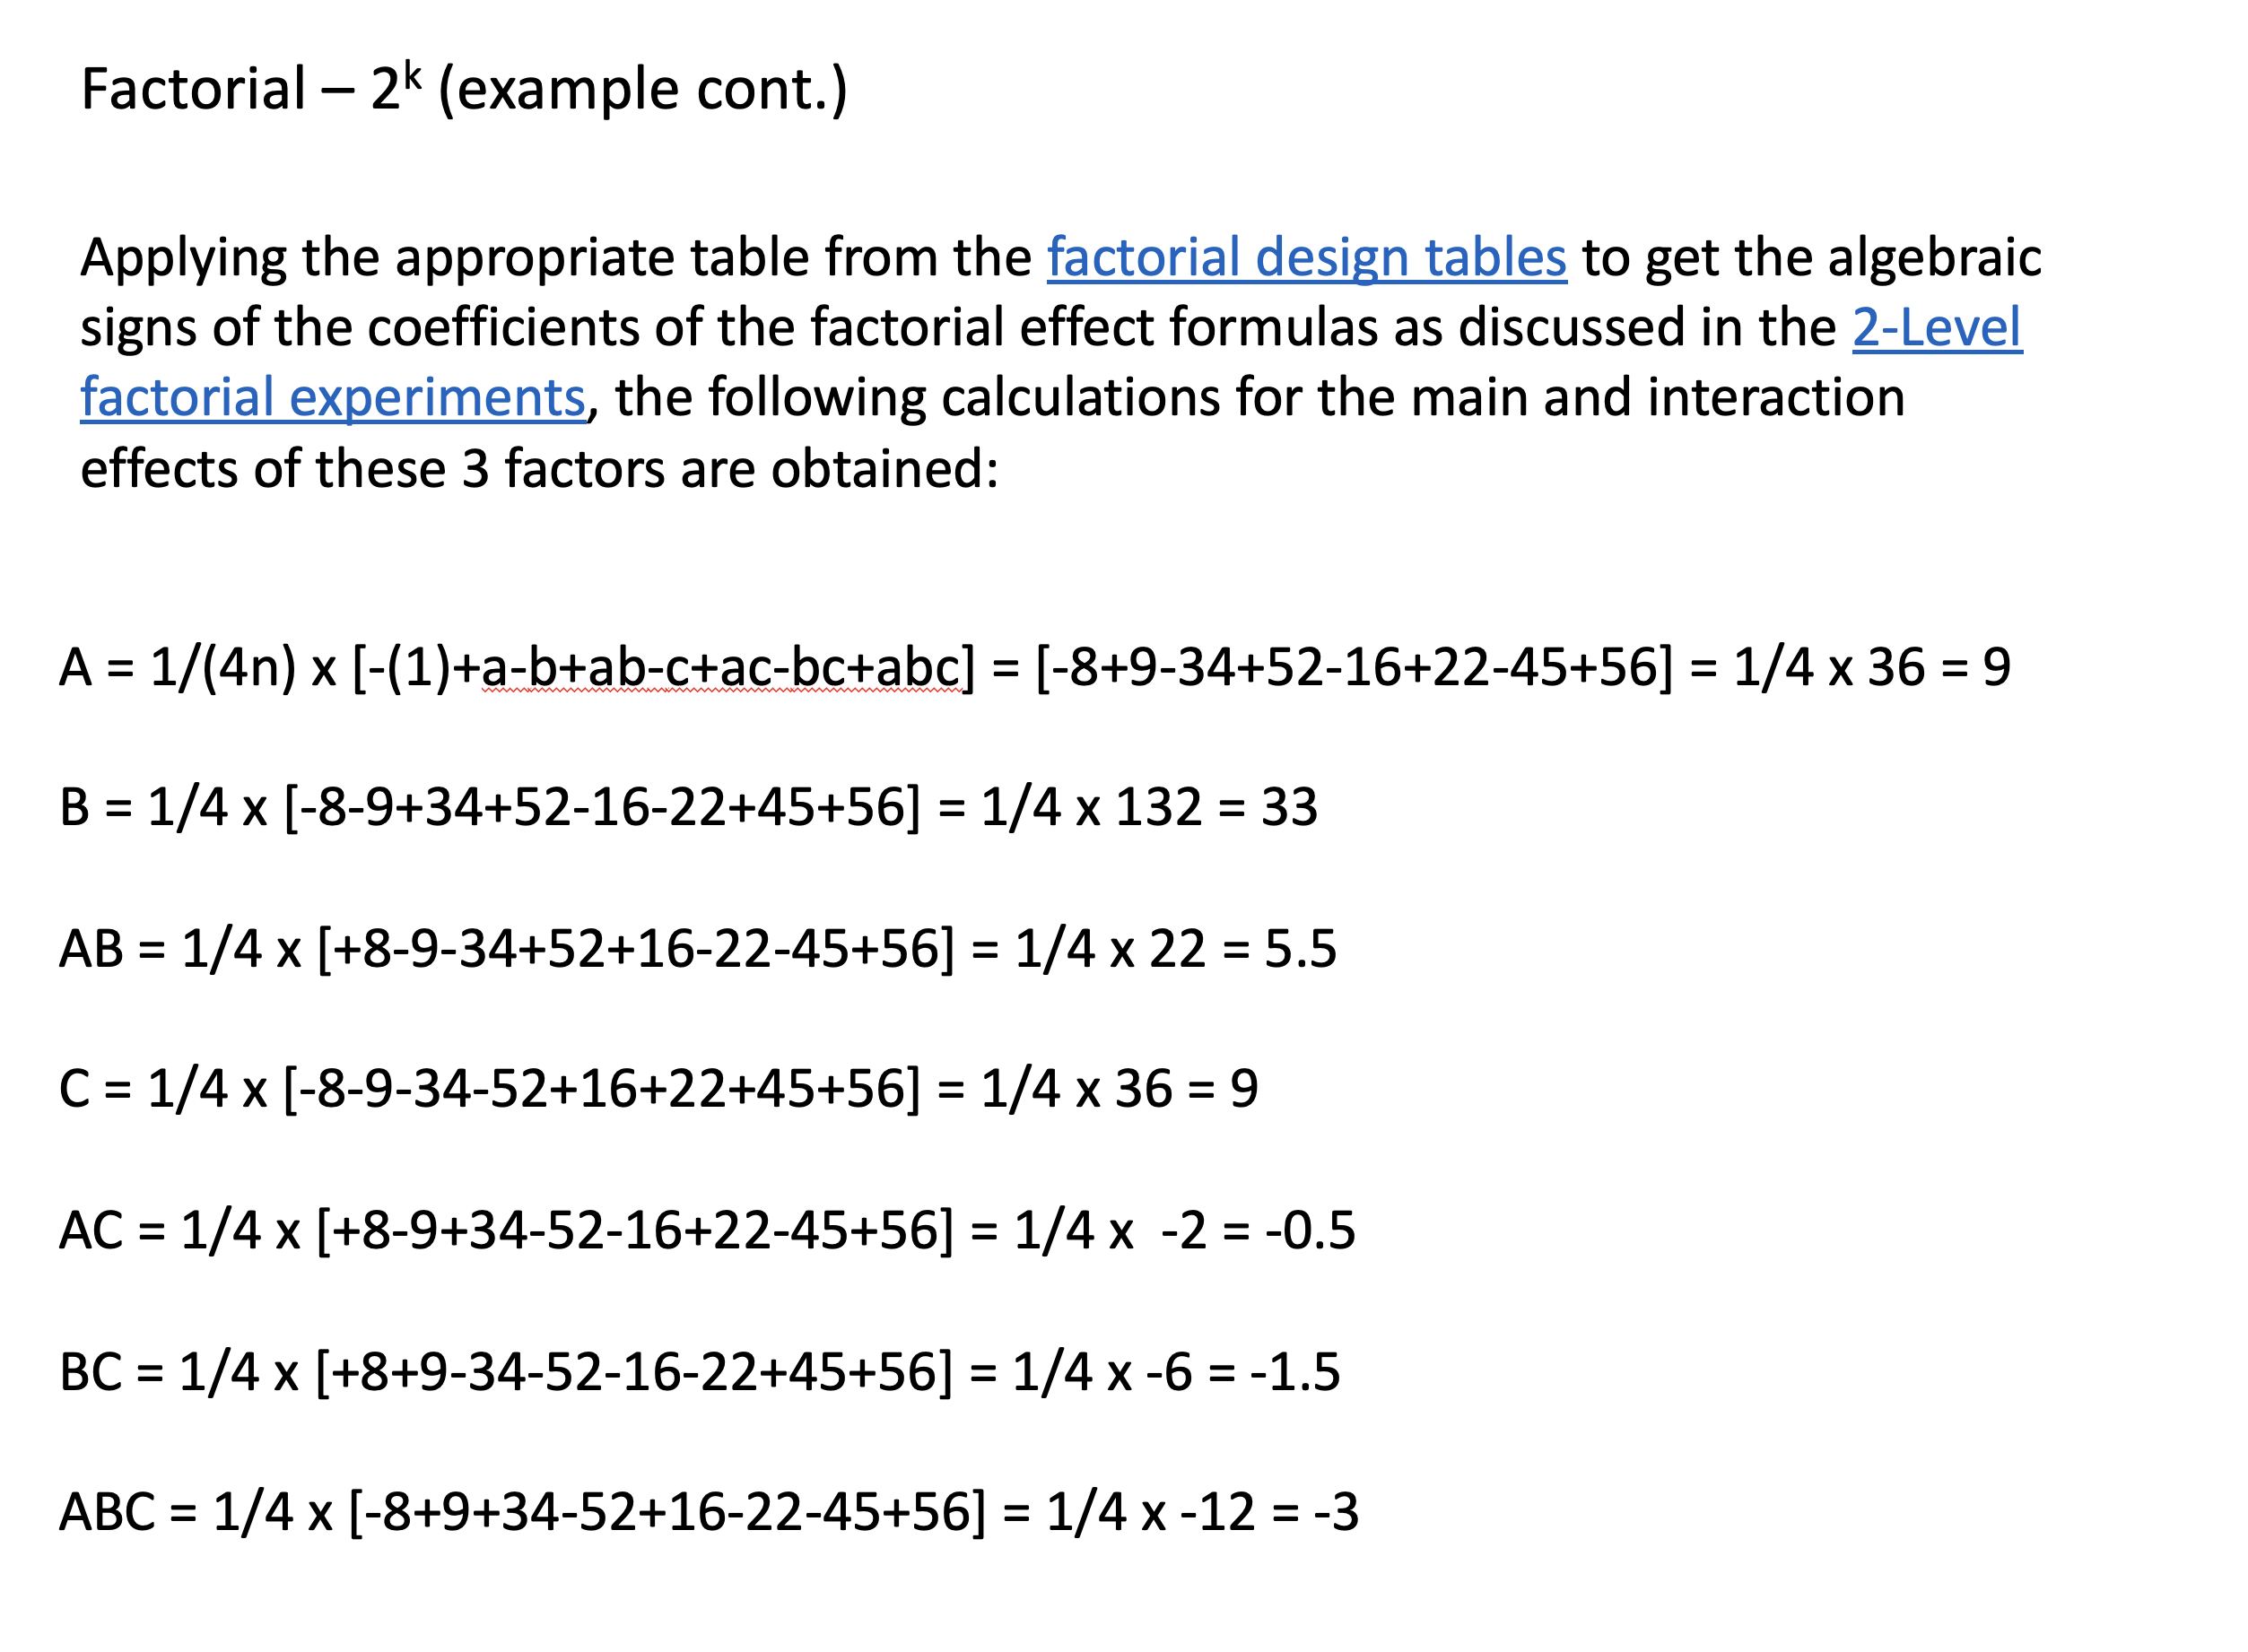 Factorial – 2ᵏ (example cont.)
Applying the appropriate table from the factorial design tables to get the algebraic
signs of the coefficients of the factorial effect formulas as discussed in the 2-Level
factorial experiments, the following calculations for the main and interaction
effects of these 3 factors are obtained:
A = 1/(4n) x [-(1)+a-b+ab-c+ac-bc+abc] = [-8+9-34+52-16+22-45+56] = 1/4 x 36 = 9
B = 1/4 x [-8-9+34+52-16-22+45+56] = 1/4 x 132 = 33
AB = 1/4 x [+8-9-34+52+16-22-45+56] = 1/4 x 22 = 5.5
C = 1/4 x [-8-9-34-52+16+22+45+56] = 1/4 x 36 = 9
AC = 1/4 x [+8-9+34-52-16+22-45+56] = 1/4 x  -2 = -0.5
BC = 1/4 x [+8+9-34-52-16-22+45+56] = 1/4 x -6 = -1.5
ABC = 1/4 x [-8+9+34-52+16-22-45+56] = 1/4 x -12 = -3